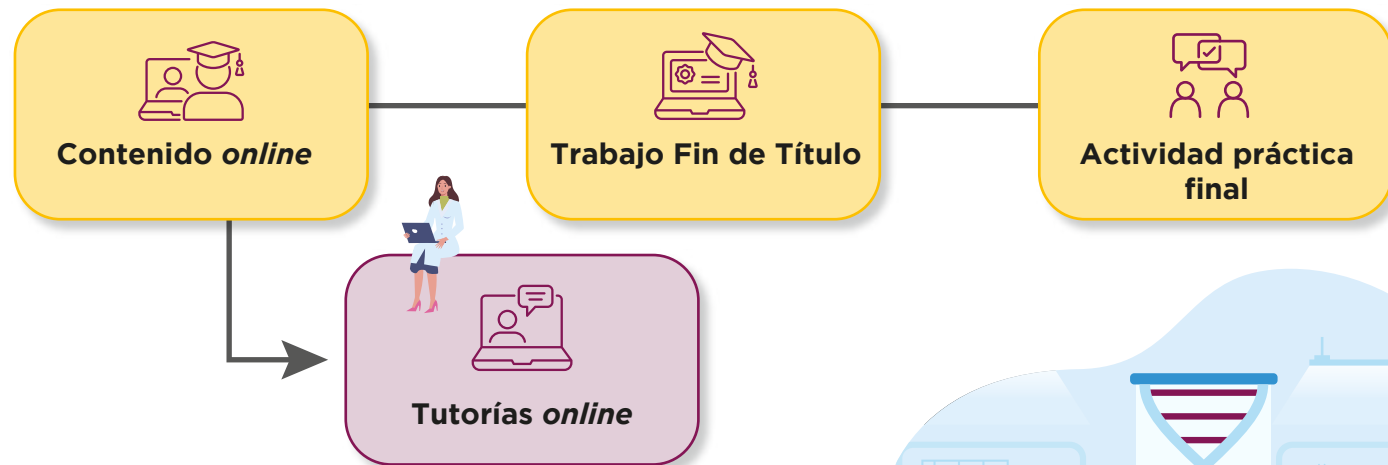 Contenido online
Trabajo Fin de Título
Actividad práctica
final
Tutorías online